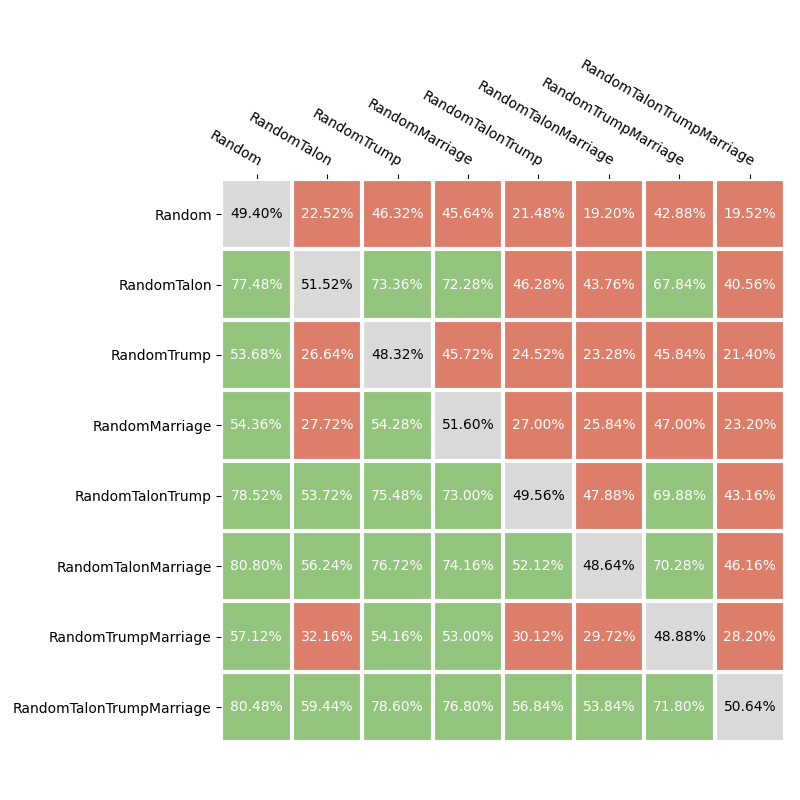 Random
RandomTalon
RandomTrump
RandomMarriage
RandomTalonTrump
RandomTalonMarriage
RandomTrumpMarriage
RandomTalonTrumpMarriage
Random 49.40% 22.52% 46.32% 45.64% 21.48% 19.20% 42.88% 19.52%
RandomTalon 77.48% 51.52% 73.36% 72.28% 46.28% 43.76% 67.84% 40.56%
RandomTrump 53.68% 26.64% 48.32% 45.72% 24.52% 23.28% 45.84% 21.40%
RandomMarriage 54.36% 27.72% 54.28% 51.60% 27.00% 25.84% 47.00% 23.20%
RandomTalonTrump 78.52% 53.72% 75.48% 73.00% 49.56% 47.88% 69.88% 43.16%
RandomTalonMarriage 80.80% 56.24% 76.72% 74.16% 52.12% 48.64% 70.28% 46.16%
RandomTrumpMarriage 57.12% 32.16% 54.16% 53.00% 30.12% 29.72% 48.88% 28.20%
RandomTalonTrumpMarriage 80.48% 59.44% 78.60% 76.80% 56.84% 53.84% 71.80% 50.64%